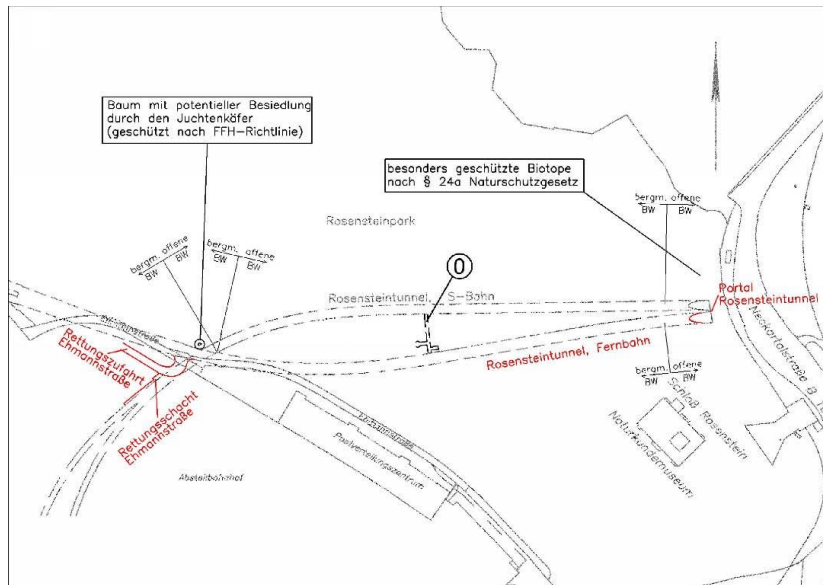 Baum mit potentieller Besiedlung
durch den Juchtenkäfer
(geschützt nach FFH-Richtlinie)
besonders geschützte Biotope
nach § 24a Naturschutzgesetz
bergm. offene
BW BW
bergm. offene
BW BW
bergm. offene
BW BW
Rosensteinpark
O
Rosensteintunnel, S-Bahn
Portal
Rosensteintunnel
Rosensteintunnel, Fernbahn
Neckartalstraße B
Rettungszufahrt
Ehmannstraße
Rettungsschacht
Ehmannstraße
bergm. offene
BW BW
Schloß Rosenstein
Naturkundemuseum
Postverteilungszentrum
Abstellbahnhof